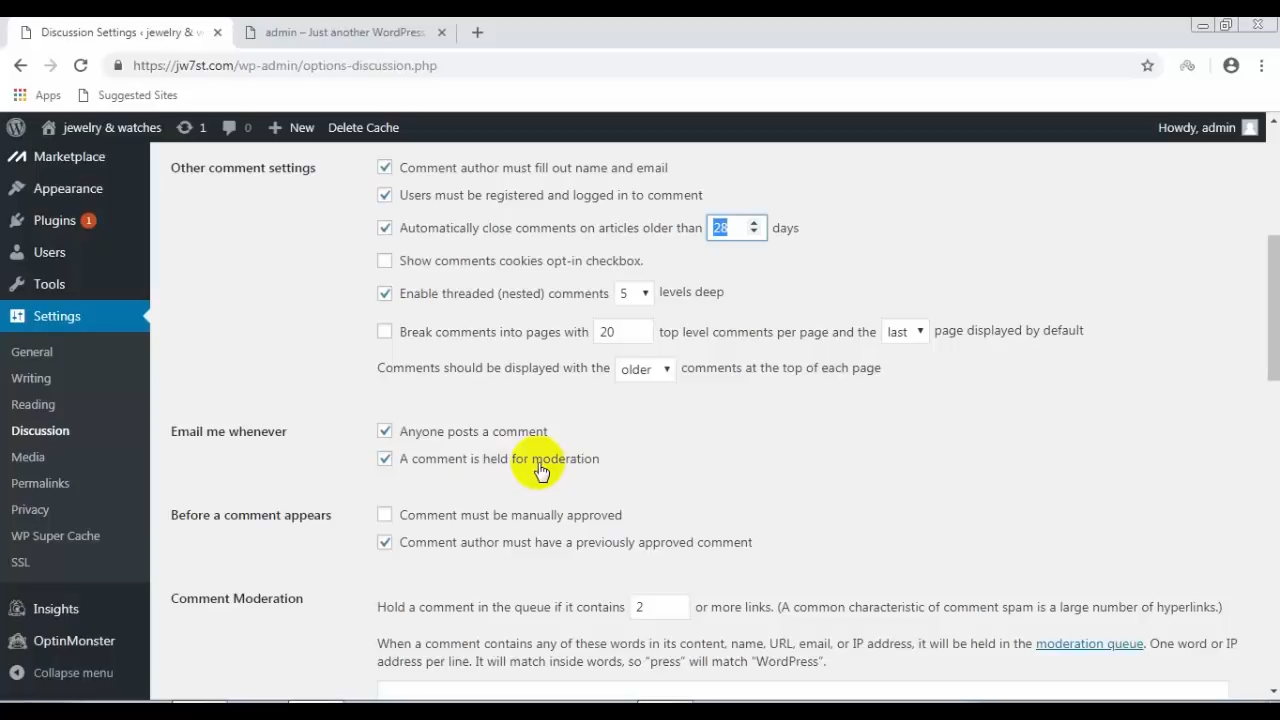 Discussion Settings ‹ jewelry & w
admin – Just another WordPress
https://jw7st.com/wp-admin/options-discussion.php
Apps
Suggested Sites
jewelry & watches
1
0
New
Delete Cache
Howdy, admin
Marketplace
Appearance
Plugins 1
Users
Tools
Settings
General
Writing
Reading
Discussion
Media
Permalinks
Privacy
WP Super Cache
SSL
Insights
OptinMonster
Collapse menu
Other comment settings
Comment author must fill out name and email
Users must be registered and logged in to comment
Automatically close comments on articles older than 28 days
Show comments cookies opt-in checkbox.
Enable threaded (nested) comments 5 levels deep
Break comments into pages with 20 top level comments per page and the last page displayed by default
Comments should be displayed with the older comments at the top of each page
Email me whenever
Anyone posts a comment
A comment is held for moderation
Before a comment appears
Comment must be manually approved
Comment author must have a previously approved comment
Comment Moderation
Hold a comment in the queue if it contains 2 or more links. (A common characteristic of comment spam is a large number of hyperlinks.)
When a comment contains any of these words in its content, name, URL, email, or IP address, it will be held in the moderation queue. One word or IP
address per line. It will match inside words, so “press” will match “WordPress”.